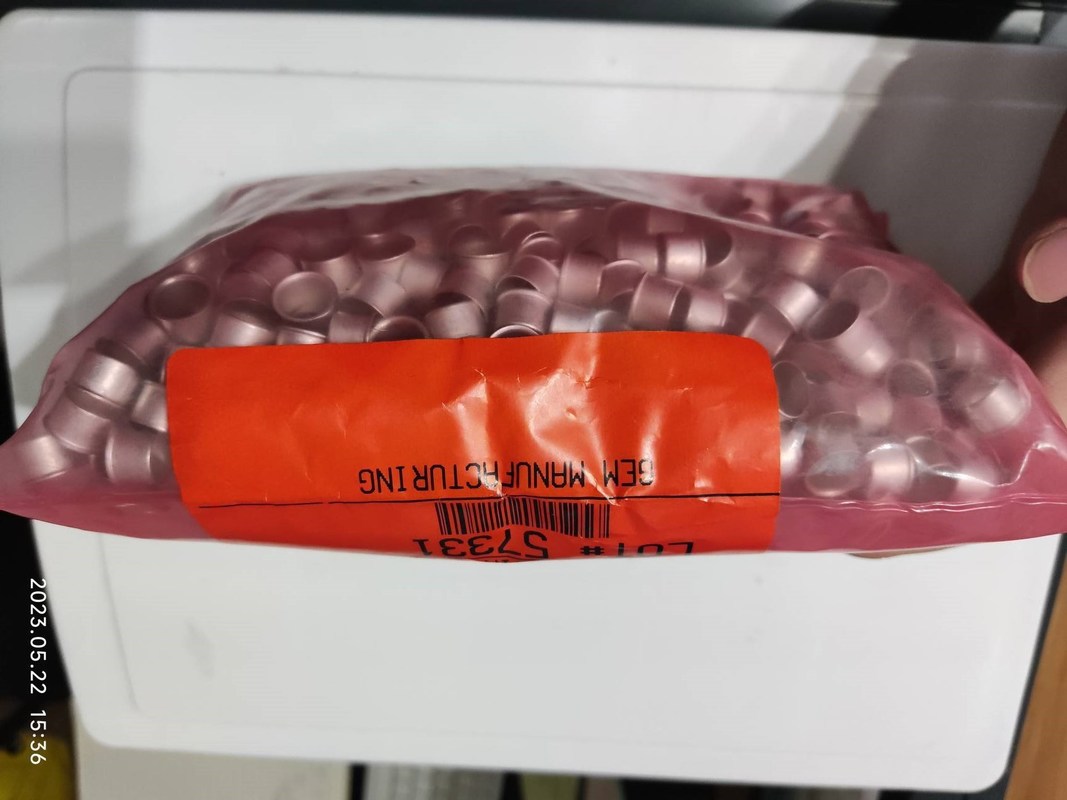 LOT# 57331
GEM MANUFACTURING
2023.05.22 15:36